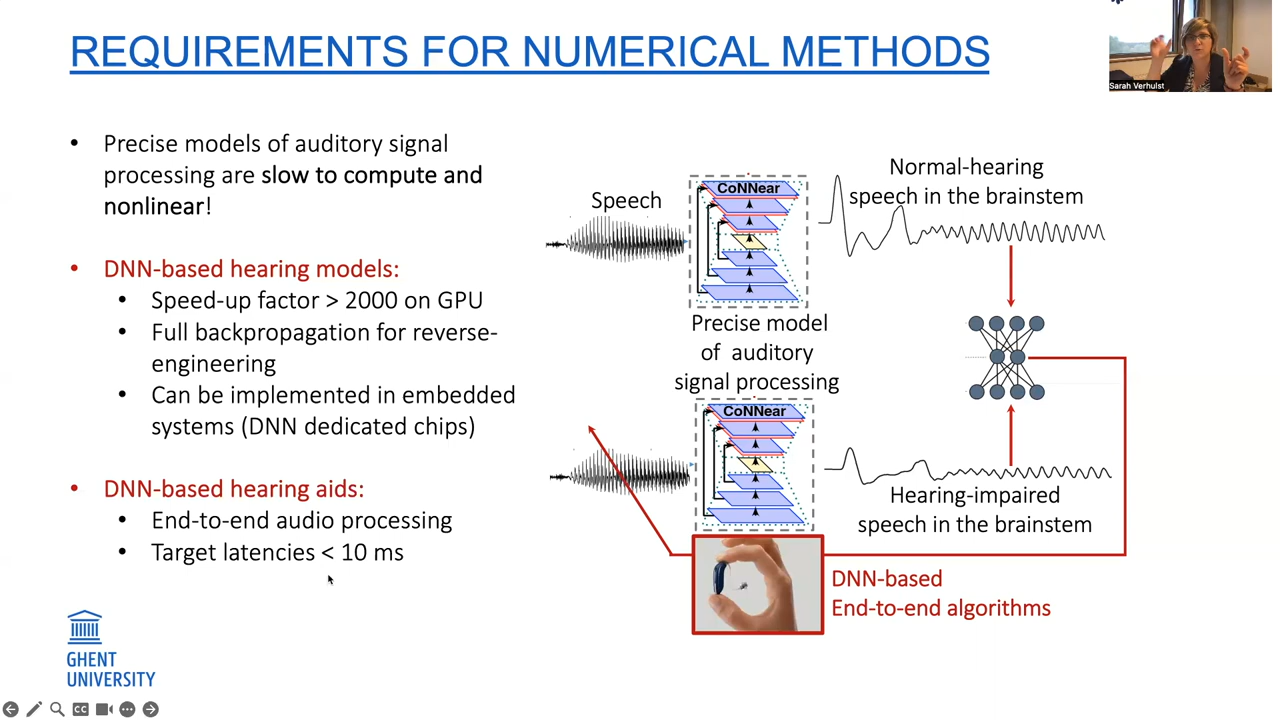 REQUIREMENTS FOR NUMERICAL METHODS
Sarah Verhulst
• Precise models of auditory signal
processing are slow to compute and
nonlinear!
• DNN-based hearing models:
• Speed-up factor > 2000 on GPU
• Full backpropagation for reverse-
engineering
• Can be implemented in embedded
systems (DNN dedicated chips)
• DNN-based hearing aids:
• End-to-end audio processing
• Target latencies < 10 ms
Speech
CoNNear
Normal-hearing
speech in the brainstem
Precise model
of auditory
signal processing
CoNNear
Hearing-impaired
speech in the brainstem
DNN-based
End-to-end algorithms
GHENT
UNIVERSITY
CC